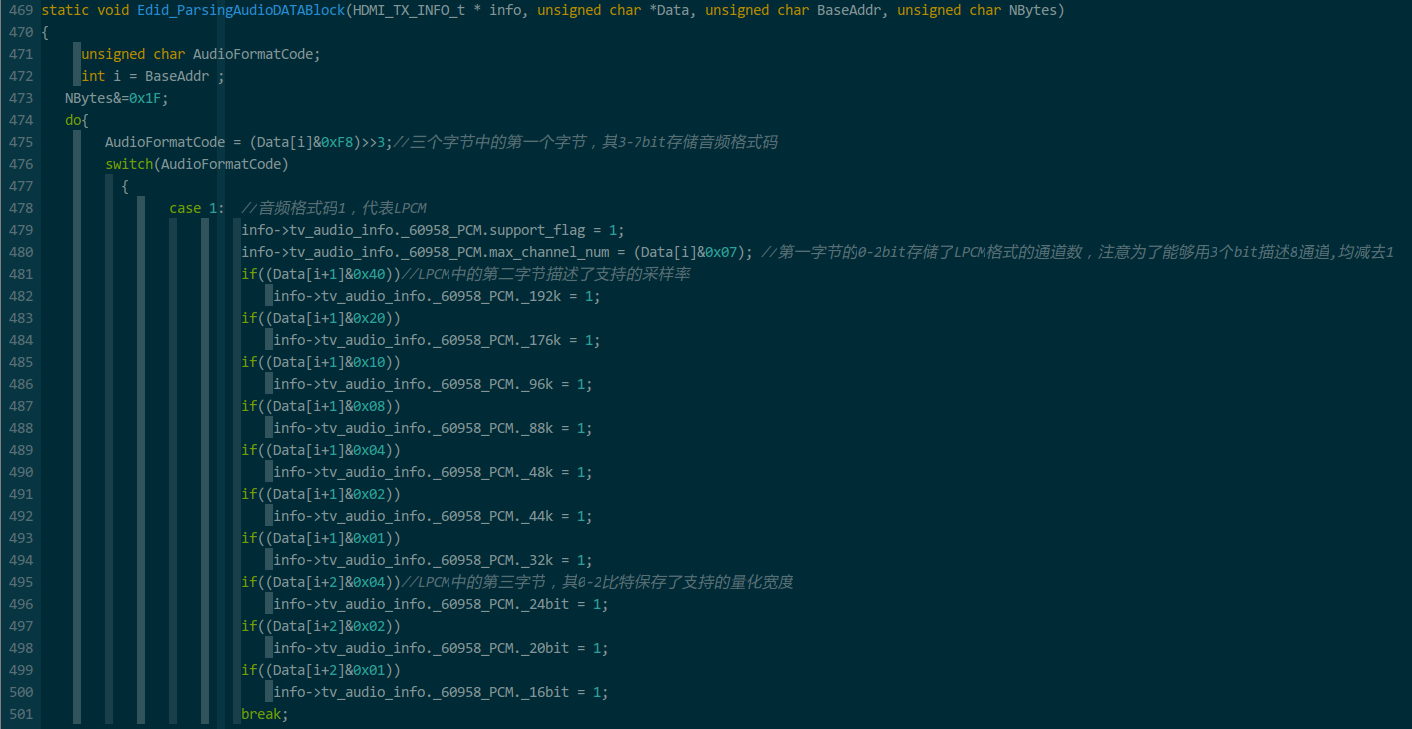 469 static void Edid_ParsingAudioDATABlock(HDMI_TX_INFO_t * info, unsigned char *Data, unsigned char BaseAddr, unsigned char NBytes)
470 {
471 unsigned char AudioFormatCode;
472 int i = BaseAddr ;
473 NBytes&=0x1F;
474 do{
475 AudioFormatCode = (Data[i]&0xF8)>>3;//三个字节中的第一个字节，其3-7bit存储音频格式码
476 switch(AudioFormatCode)
477 {
478 case 1: //音频格式码1，代表LPCM
479 info->tv_audio_info._60958_PCM.support_flag = 1;
480 info->tv_audio_info._60958_PCM.max_channel_num = (Data[i]&0x07); //第一字节的0-2bit存储了LPCM格式的通道数，注意为了能够用3个bit描述8通道,均减去1
481 if((Data[i+1]&0x40))//LPCM中的第二字节描述了支持的采样率
482 info->tv_audio_info._60958_PCM._192k = 1;
483 if((Data[i+1]&0x20))
484 info->tv_audio_info._60958_PCM._176k = 1;
485 if((Data[i+1]&0x10))
486 info->tv_audio_info._60958_PCM._96k = 1;
487 if((Data[i+1]&0x08))
488 info->tv_audio_info._60958_PCM._88k = 1;
489 if((Data[i+1]&0x04))
490 info->tv_audio_info._60958_PCM._48k = 1;
491 if((Data[i+1]&0x02))
492 info->tv_audio_info._60958_PCM._44k = 1;
493 if((Data[i+1]&0x01))
494 info->tv_audio_info._60958_PCM._32k = 1;
495 if((Data[i+2]&0x04))//LPCM中的第三字节，其0-2比特保存了支持的量化宽度
496 info->tv_audio_info._60958_PCM._24bit = 1;
497 if((Data[i+2]&0x02))
498 info->tv_audio_info._60958_PCM._20bit = 1;
499 if((Data[i+2]&0x01))
500 info->tv_audio_info._60958_PCM._16bit = 1;
501 break;